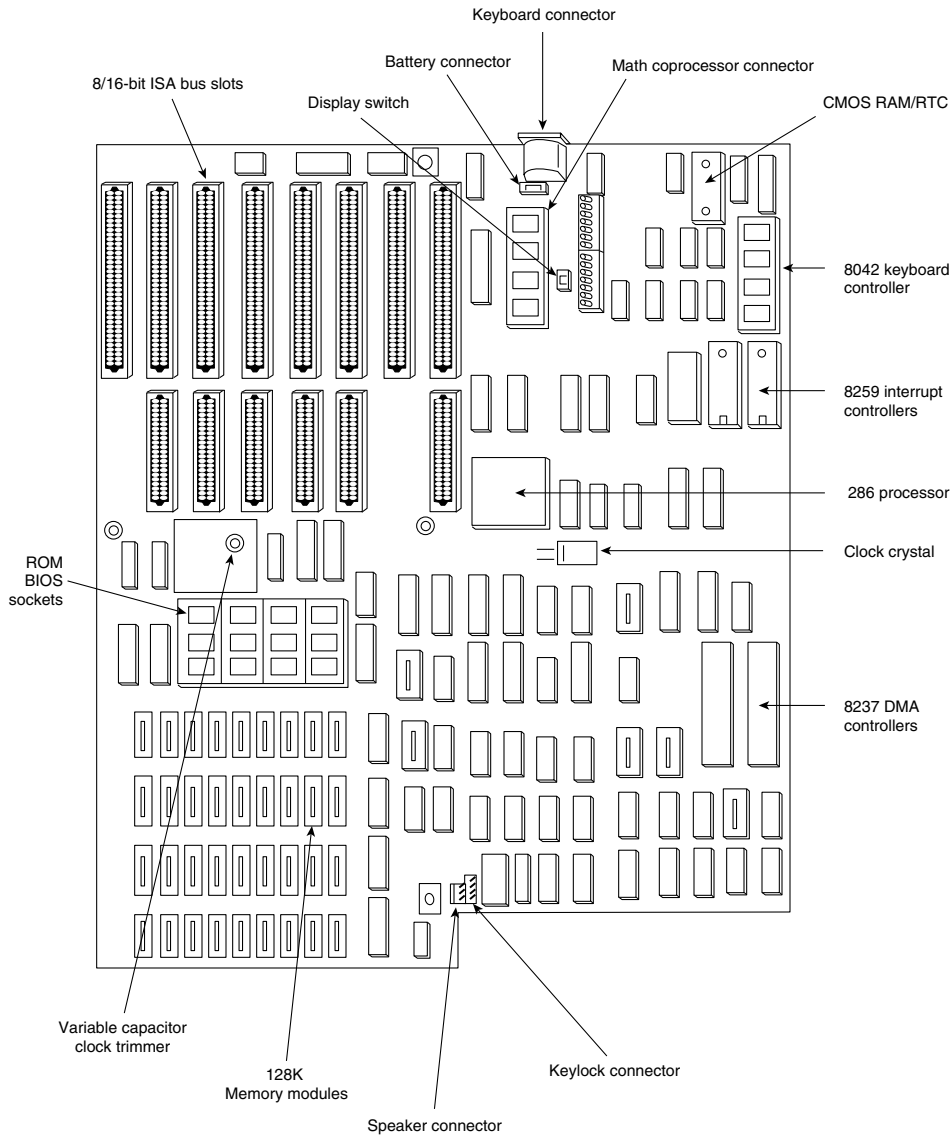 Keyboard connector
Battery connector
Math coprocessor connector
8/16-bit ISA bus slots
Display switch
CMOS RAM/RTC
8042 keyboard
controller
8259 interrupt
controllers
286 processor
Clock crystal
ROM
BIOS
sockets
8237 DMA
controllers
Variable capacitor
clock trimmer
128K
Memory modules
Keylock connector
Speaker connector